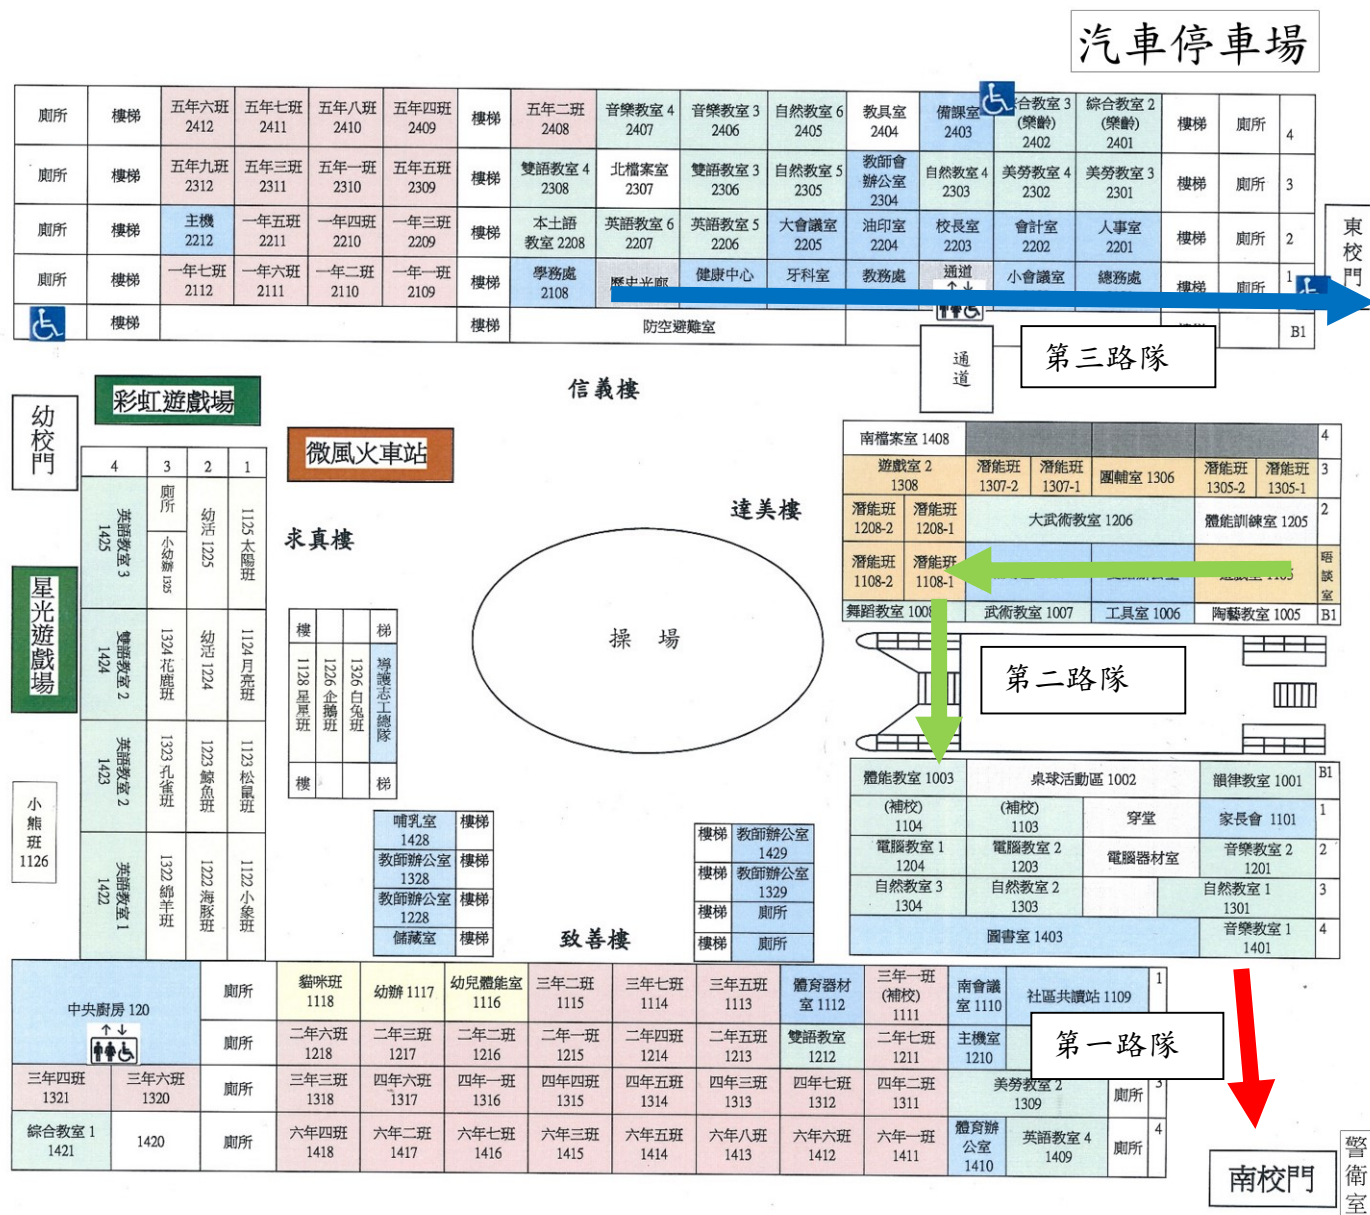 汽車停車場
廁所 樓梯 五年六班 五年七班 五年八班 五年四班 樓梯 五年二班 音樂教室 4 音樂教室 3 自然教室 6 教具室 備課室 合教室 3 綜合教室 2 樓梯 廁所 4
2412 2411 2410 2409 2408 2407 2406 2405 2404 2403 (樂齡) (樂齡)
2402 2401
廁所 樓梯 五年九班 五年三班 五年一班 五年五班 樓梯 雙語教室 4 北檔案室 雙語教室 3 自然教室 5 教師會 自然教室 4 美勞教室 4 美勞教室 3 樓梯 廁所 3
2312 2311 2310 2309 2308 2307 2306 2305 辦公室 2303 2302 2301
2304
廁所 樓梯 主機 一年五班 一年四班 一年三班 樓梯 本土語 英語教室 6 英語教室 5 大會議室 油印室 校長室 會計室 人事室 樓梯 廁所 2
2212 2211 2210 2209 教室 2208 2207 2206 2205 2204 2203 2202 2201
東校門
廁所 樓梯 一年七班 一年六班 一年二班 一年一班 樓梯 學務處 歷史光廊 健康中心 牙科室 教務處 通道 小會議室 總務處 樓梯 廁所 1
2112 2111 2110 2109 2108
樓梯 樓梯 防空避難室 B1
通道
第三路隊
信義樓
彩虹遊戲場
幼校門
微風火車站
4 3 2 1
英語教室 3 1425
廁所
小幼辦 1325
幼活 1225
1125 太陽班
雙語教室 2 1424
1324 花鹿班
幼活 1224
1124 月亮班
英語教室 2 1423
1323 孔雀班
1223 鯨魚班
1123 松鼠班
英語教室 1 1422
1322 綿羊班
1222 海豚班
1122 小象班
星光遊戲場
小熊班 1126
求真樓
樓 梯
1128 星星班
1226 企鵝班
1326 白兔班
導護志工總隊
樓 梯
達美樓
操 場
南檔案室 1408 4
遊戲室 2 潛能班 潛能班 團輔室 1306 潛能班 潛能班 3
1308 1307-2 1307-1 1305-2 1305-1
潛能班 潛能班 大武術教室 1206 體能訓練室 1205 2
1208-2 1208-1
潛能班 潛能班 晤談室
1108-2 1108-1
舞蹈教室 1008 武術教室 1007 工具室 1006 陶藝教室 1005 B1
第二路隊
體能教室 1003 桌球活動區 1002 韻律教室 1001 B1
(補校) (補校) 穿堂 家長會 1101 1
1104 1103
電腦教室 1 電腦教室 2 電腦器材室 音樂教室 2 2
1204 1203 1201
自然教室 3 自然教室 2 自然教室 1 3
1304 1303 1301
圖書室 1403 音樂教室 1 4
1401
哺乳室 樓梯
1428
教師辦公室 樓梯
1328
教師辦公室 樓梯
1228
儲藏室 樓梯
樓梯 教師辦公室
1429
樓梯 教師辦公室
1329
樓梯 廁所
樓梯 廁所
致善樓
中央廚房 120 廁所 貓咪班 幼辦 1117 幼兒體能室 三年二班 三年七班 三年五班 體育器材 三年一班 南會議 社區共讀站 1109 1
1118 1116 1115 1114 1113 室 1112 (補校) 室 1110
1111
廁所 二年六班 二年三班 二年二班 二年一班 二年四班 二年五班 雙語教室 二年七班 主機室
1218 1217 1216 1215 1214 1213 1212 1211 1210
第一路隊
三年四班 三年六班 廁所 三年三班 四年六班 四年一班 四年四班 四年五班 四年三班 四年七班 四年二班 美勞教室 2 廁所 3
1321 1320 1318 1317 1316 1315 1314 1313 1312 1311 1309
綜合教室 1 1420 廁所 六年四班 六年二班 六年七班 六年三班 六年五班 六年八班 六年六班 六年一班 體育辦 英語教室 4 廁所 4
1421 1418 1417 1416 1415 1414 1413 1412 1411 公室 1409
1410
南校門
警衛室